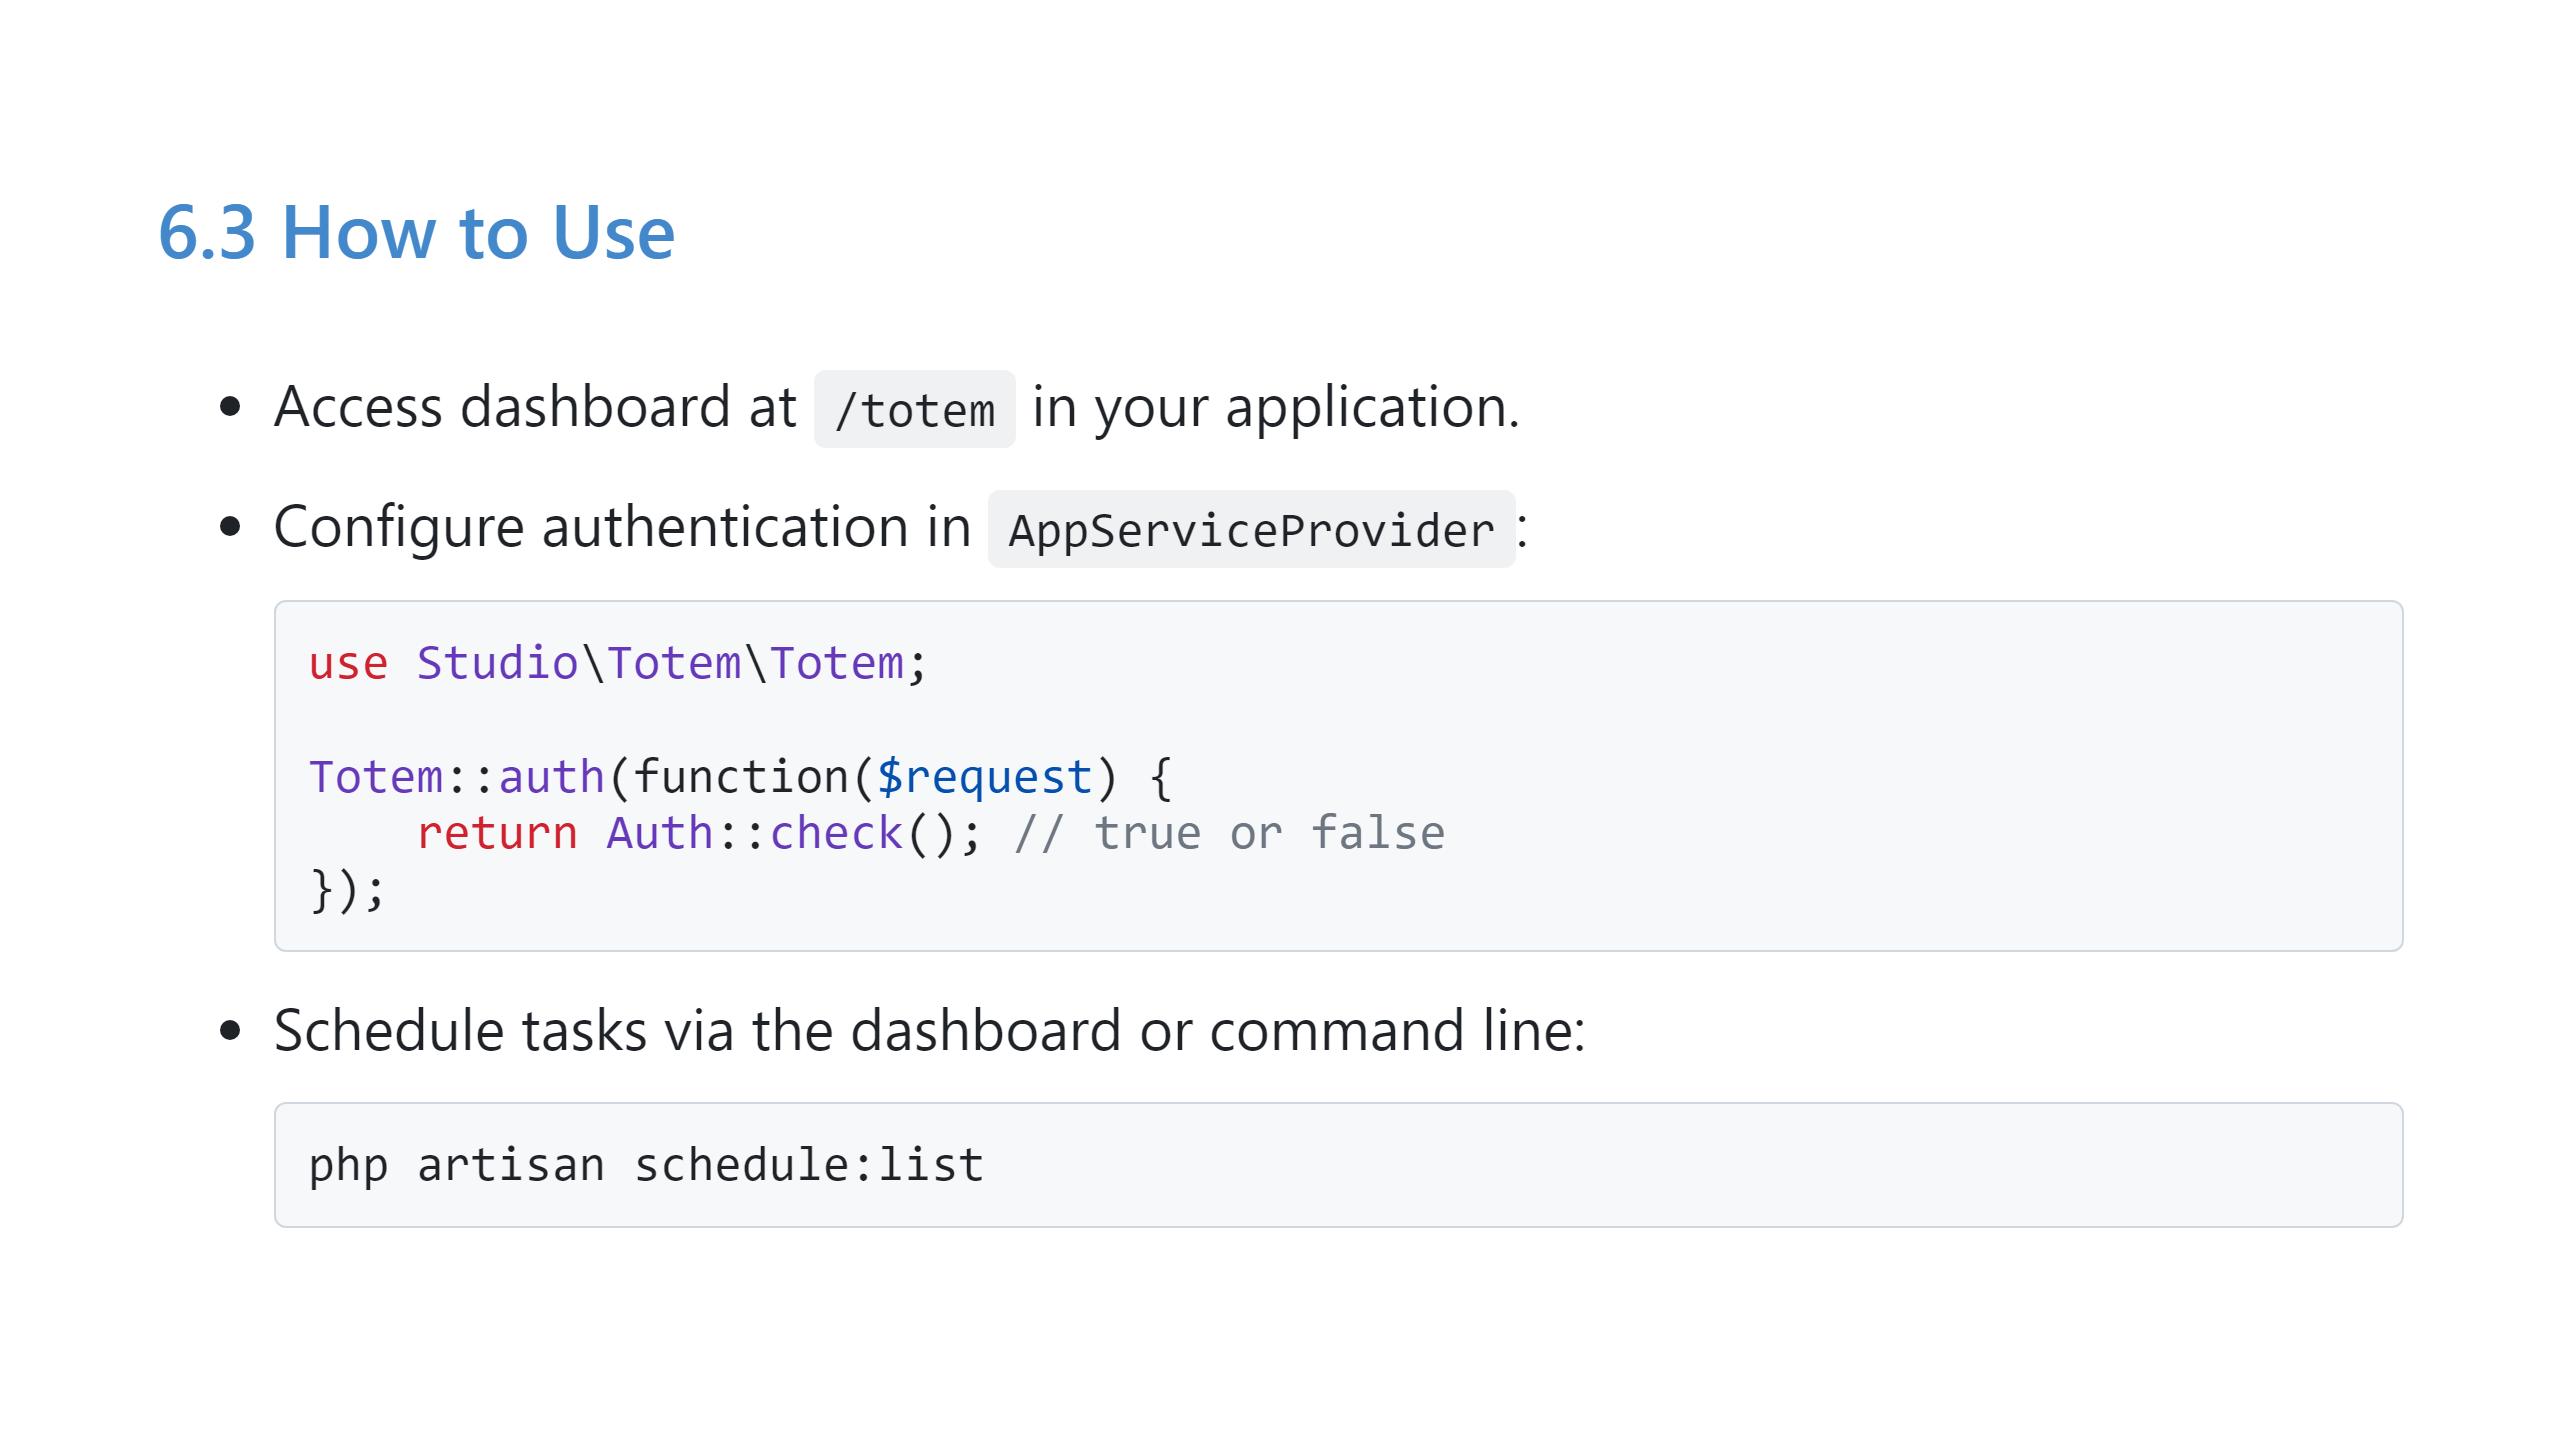 6.3 How to Use
• Access dashboard at /totem in your application.
• Configure authentication in AppServiceProvider:
use Studio\Totem\Totem;
Totem::auth(function($request) {
    return Auth::check(); // true or false
});
• Schedule tasks via the dashboard or command line:
php artisan schedule:list